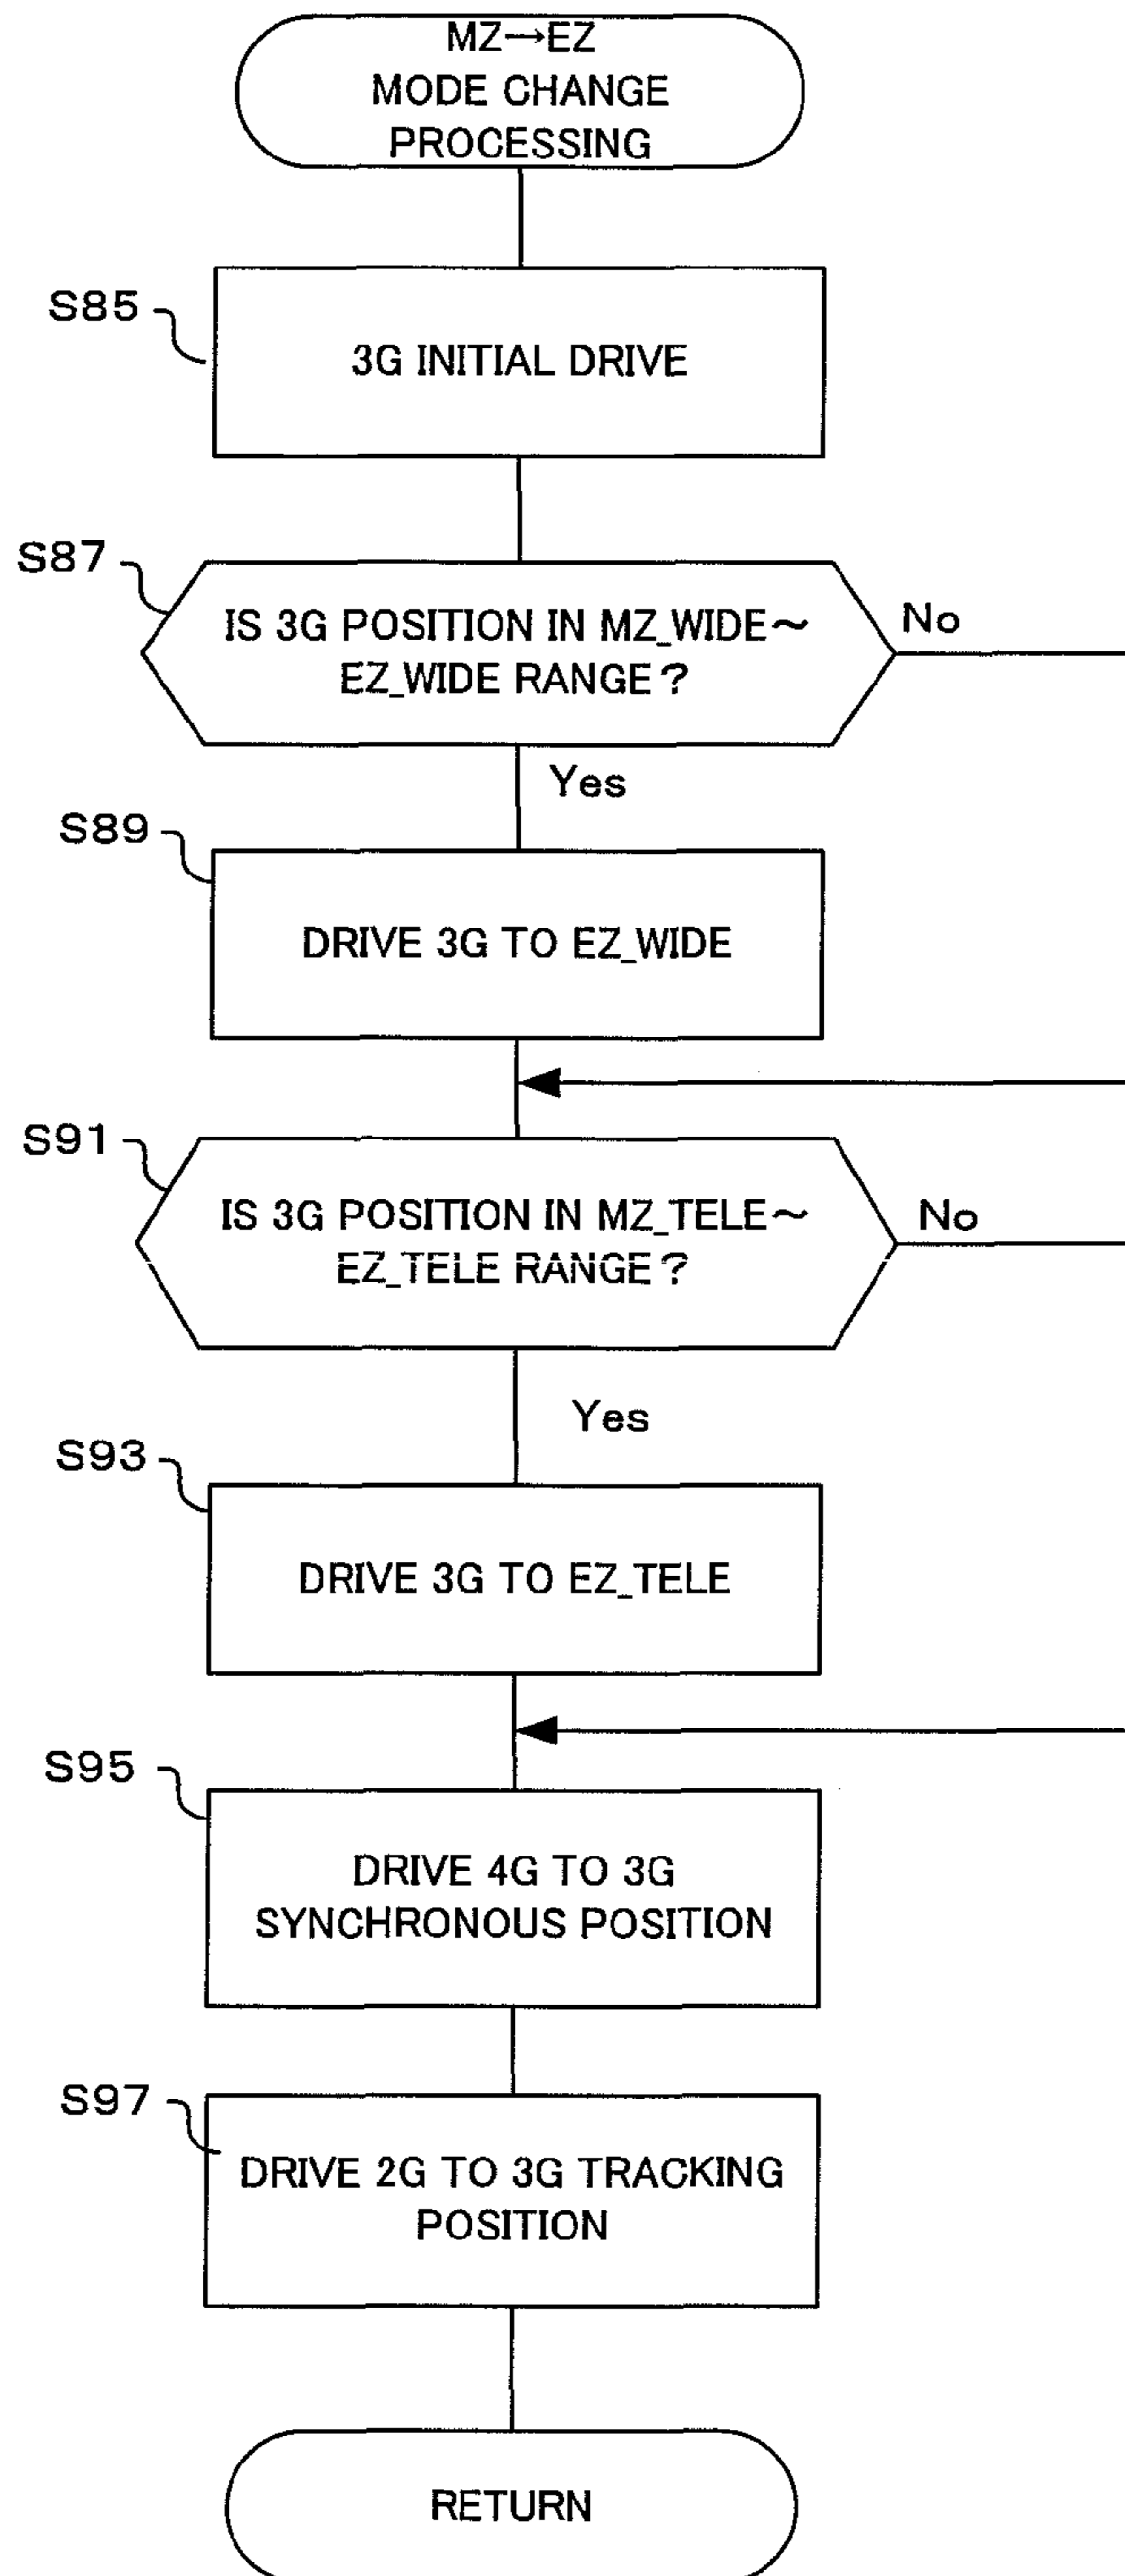 MZ→EZ
MODE CHANGE
PROCESSING
S85
3G INITIAL DRIVE
S87
IS 3G POSITION IN MZ_WIDE～
EZ_WIDE RANGE?
No
Yes
S89
DRIVE 3G TO EZ_WIDE
S91
IS 3G POSITION IN MZ_TELE～
EZ_TELE RANGE?
No
Yes
S93
DRIVE 3G TO EZ_TELE
S95
DRIVE 4G TO 3G
SYNCHRONOUS POSITION
S97
DRIVE 2G TO 3G TRACKING
POSITION
RETURN